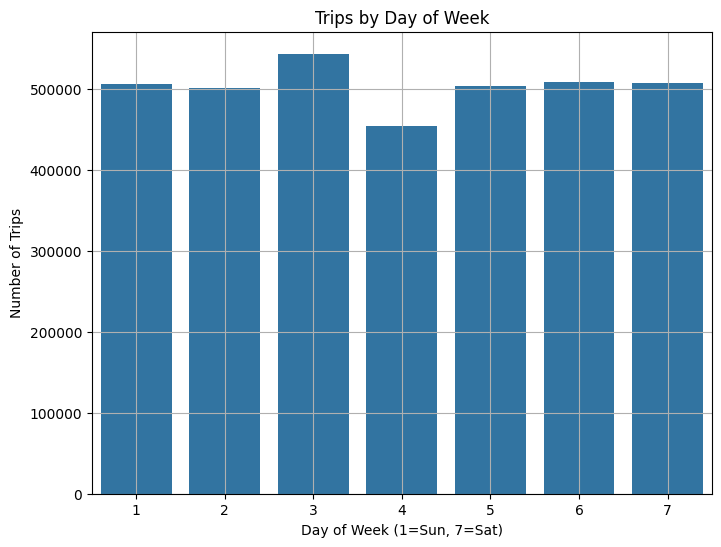 Trips by Day of Week
Number of Trips
500000
400000
300000
200000
100000
0
1 2 3 4 5 6 7
Day of Week (1=Sun, 7=Sat)